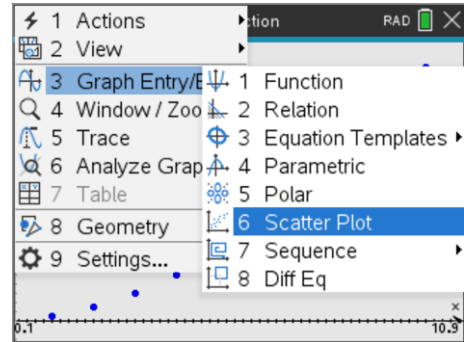 1 Actions
ction RAD
2 View
3 Graph Entry/E
4 Window / Zoo
5 Trace
6 Analyze Grap
7 Table
8 Geometry
9 Settings...
1 Function
2 Relation
3 Equation Templates
4 Parametric
5 Polar
6 Scatter Plot
7 Sequence
8 Diff Eq
x
0.1 10.9